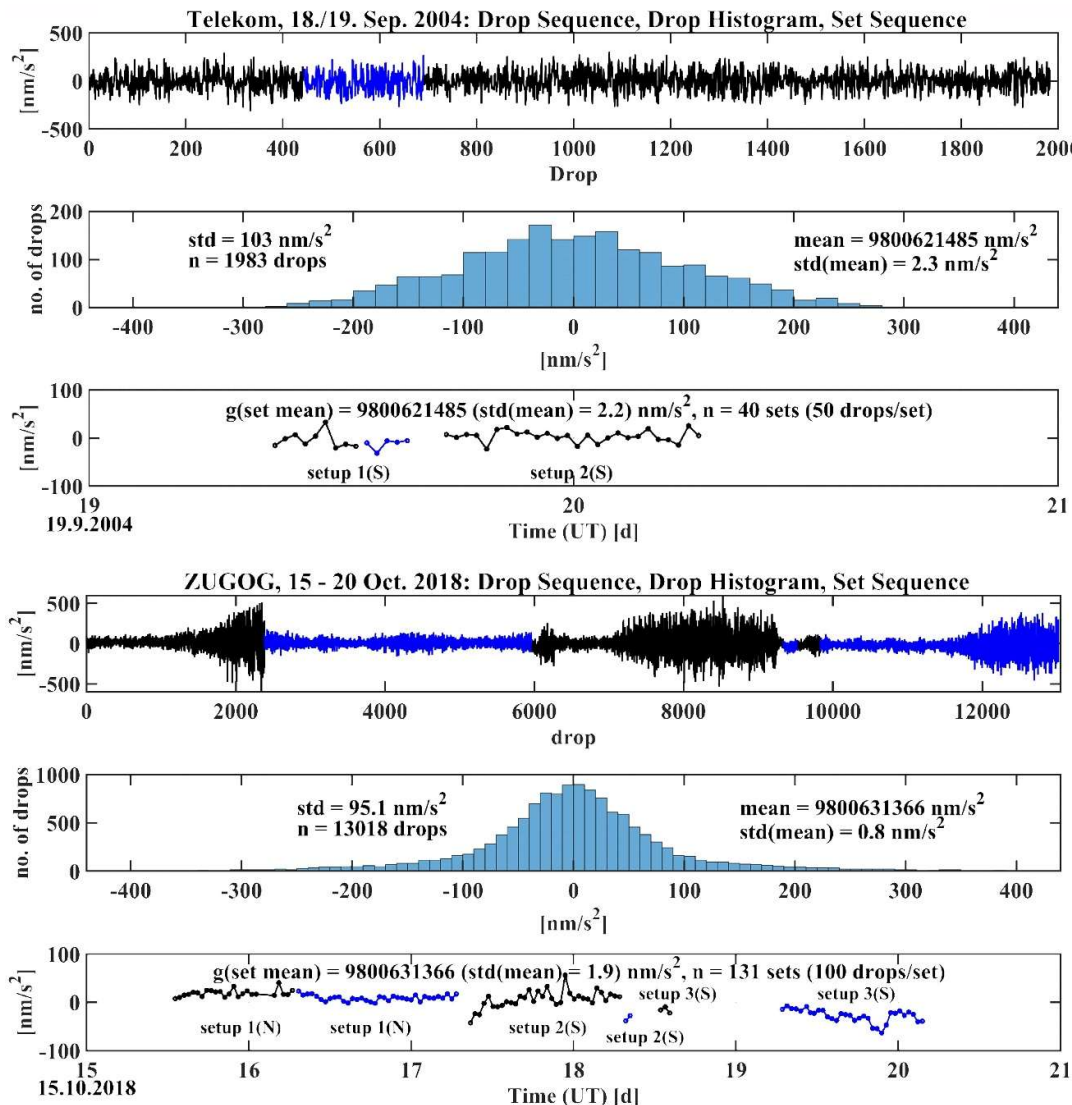 Telekom, 18./19. Sep. 2004: Drop Sequence, Drop Histogram, Set Sequence
500
0
-500
[nm/s²]
0 200 400 600 800 1000 1200 1400 1600 1800 2000
Drop
200
100
0
no. of drops
std = 103 nm/s²
n = 1983 drops
mean = 9800621485 nm/s²
std(mean) = 2.3 nm/s²
-400 -300 -200 -100 0 100 200 300 400
[nm/s²]
100
0
-100
[nm/s²]
g(set mean) = 9800621485 (std(mean) = 2.2) nm/s², n = 40 sets (50 drops/set)
setup 1(S) setup 2(S)
19 20 21
19.9.2004
Time (UT) [d]
ZUGOG, 15 - 20 Oct. 2018: Drop Sequence, Drop Histogram, Set Sequence
500
0
-500
[nm/s²]
0 2000 4000 6000 8000 10000 12000
drop
1000
500
0
no. of drops
std = 95.1 nm/s²
n = 13018 drops
mean = 9800631366 nm/s²
std(mean) = 0.8 nm/s²
-400 -300 -200 -100 0 100 200 300 400
[nm/s²]
100
0
-100
[nm/s²]
g(set mean) = 9800631366 (std(mean) = 1.9) nm/s², n = 131 sets (100 drops/set)
setup 3(S) setup 3(S)
setup 1(N) setup 1(N) setup 2(S)
setup 2(S)
15 16 17 18 19 20 21
15.10.2018
Time (UT) [d]